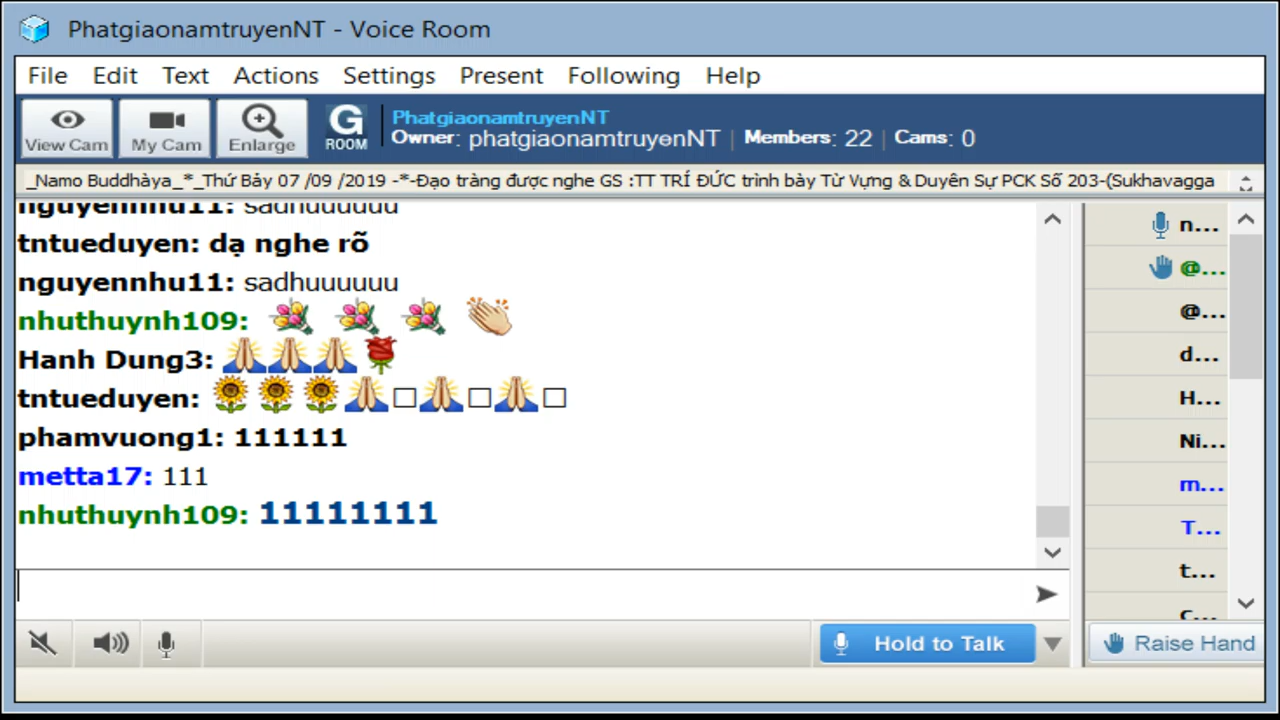 PhatgiaonamtruyenNT - Voice Room
File Edit Text Actions Settings Present Following Help
View Cam My Cam Enlarge G ROOM
PhatgiaonamtruyenNT
Owner: phatgiaonamtruyenNT | Members: 22 | Cams: 0
_Namo Buddhàya_*_Thứ Bảy 07 /09 /2019 -*-Đạo tràng được nghe GS :TT TRÍ ĐỨC trình bày Từ Vựng & Duyên Sự PCK Số 203-(Sukhavagga
nguyennhu11: sadhuuuuuu
tntueduyen: dạ nghe rõ
nguyennhu11: sadhuuuuuu
nhuthuynh109:
Hanh Dung3:
tntueduyen:
phamvuong1: 111111
metta17: 111
nhuthuynh109: 11111111
n...
@...
@...
d...
H...
Ni...
m...
T...
t...
c...
Hold to Talk
Raise Hand